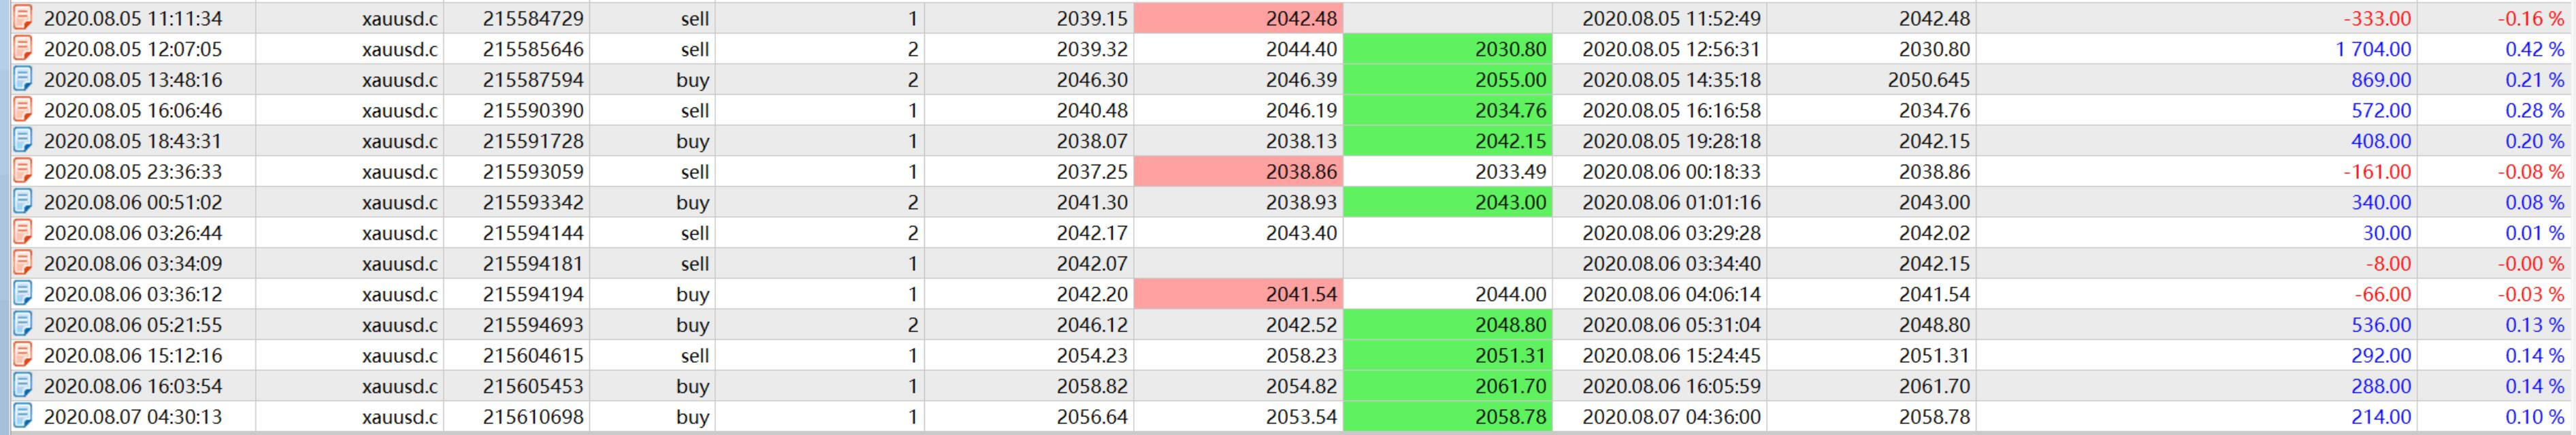 2020.08.05 11:11:34 xauusd.c 215584729 sell 1 2039.15 2042.48 2020.08.05 11:52:49 2042.48 -333.00 -0.16 %
2020.08.05 12:07:05 xauusd.c 215585646 sell 2 2039.32 2044.40 2030.80 2020.08.05 12:56:31 2030.80 1 704.00 0.42 %
2020.08.05 13:48:16 xauusd.c 215587594 buy 2 2046.30 2046.39 2055.00 2020.08.05 14:35:18 2050.645 869.00 0.21 %
2020.08.05 16:06:46 xauusd.c 215590390 sell 1 2040.48 2046.19 2034.76 2020.08.05 16:16:58 2034.76 572.00 0.28 %
2020.08.05 18:43:31 xauusd.c 215591728 buy 1 2038.07 2038.13 2042.15 2020.08.05 19:28:18 2042.15 408.00 0.20 %
2020.08.05 23:36:33 xauusd.c 215593059 sell 1 2037.25 2038.86 2033.49 2020.08.06 00:18:33 2038.86 -161.00 -0.08 %
2020.08.06 00:51:02 xauusd.c 215593342 buy 2 2041.30 2038.93 2043.00 2020.08.06 01:01:16 2043.00 340.00 0.08 %
2020.08.06 03:26:44 xauusd.c 215594144 sell 2 2042.17 2043.40 2020.08.06 03:29:28 2042.02 30.00 0.01 %
2020.08.06 03:34:09 xauusd.c 215594181 sell 1 2042.07 2020.08.06 03:34:40 2042.15 -8.00 -0.00 %
2020.08.06 03:36:12 xauusd.c 215594194 buy 1 2042.20 2041.54 2044.00 2020.08.06 04:06:14 2041.54 -66.00 -0.03 %
2020.08.06 05:21:55 xauusd.c 215594693 buy 2 2046.12 2042.52 2048.80 2020.08.06 05:31:04 2048.80 536.00 0.13 %
2020.08.06 15:12:16 xauusd.c 215604615 sell 1 2054.23 2058.23 2051.31 2020.08.06 15:24:45 2051.31 292.00 0.14 %
2020.08.06 16:03:54 xauusd.c 215605453 buy 1 2058.82 2054.82 2061.70 2020.08.06 16:05:59 2061.70 288.00 0.14 %
2020.08.07 04:30:13 xauusd.c 215610698 buy 1 2056.64 2053.54 2058.78 2020.08.07 04:36:00 2058.78 214.00 0.10 %